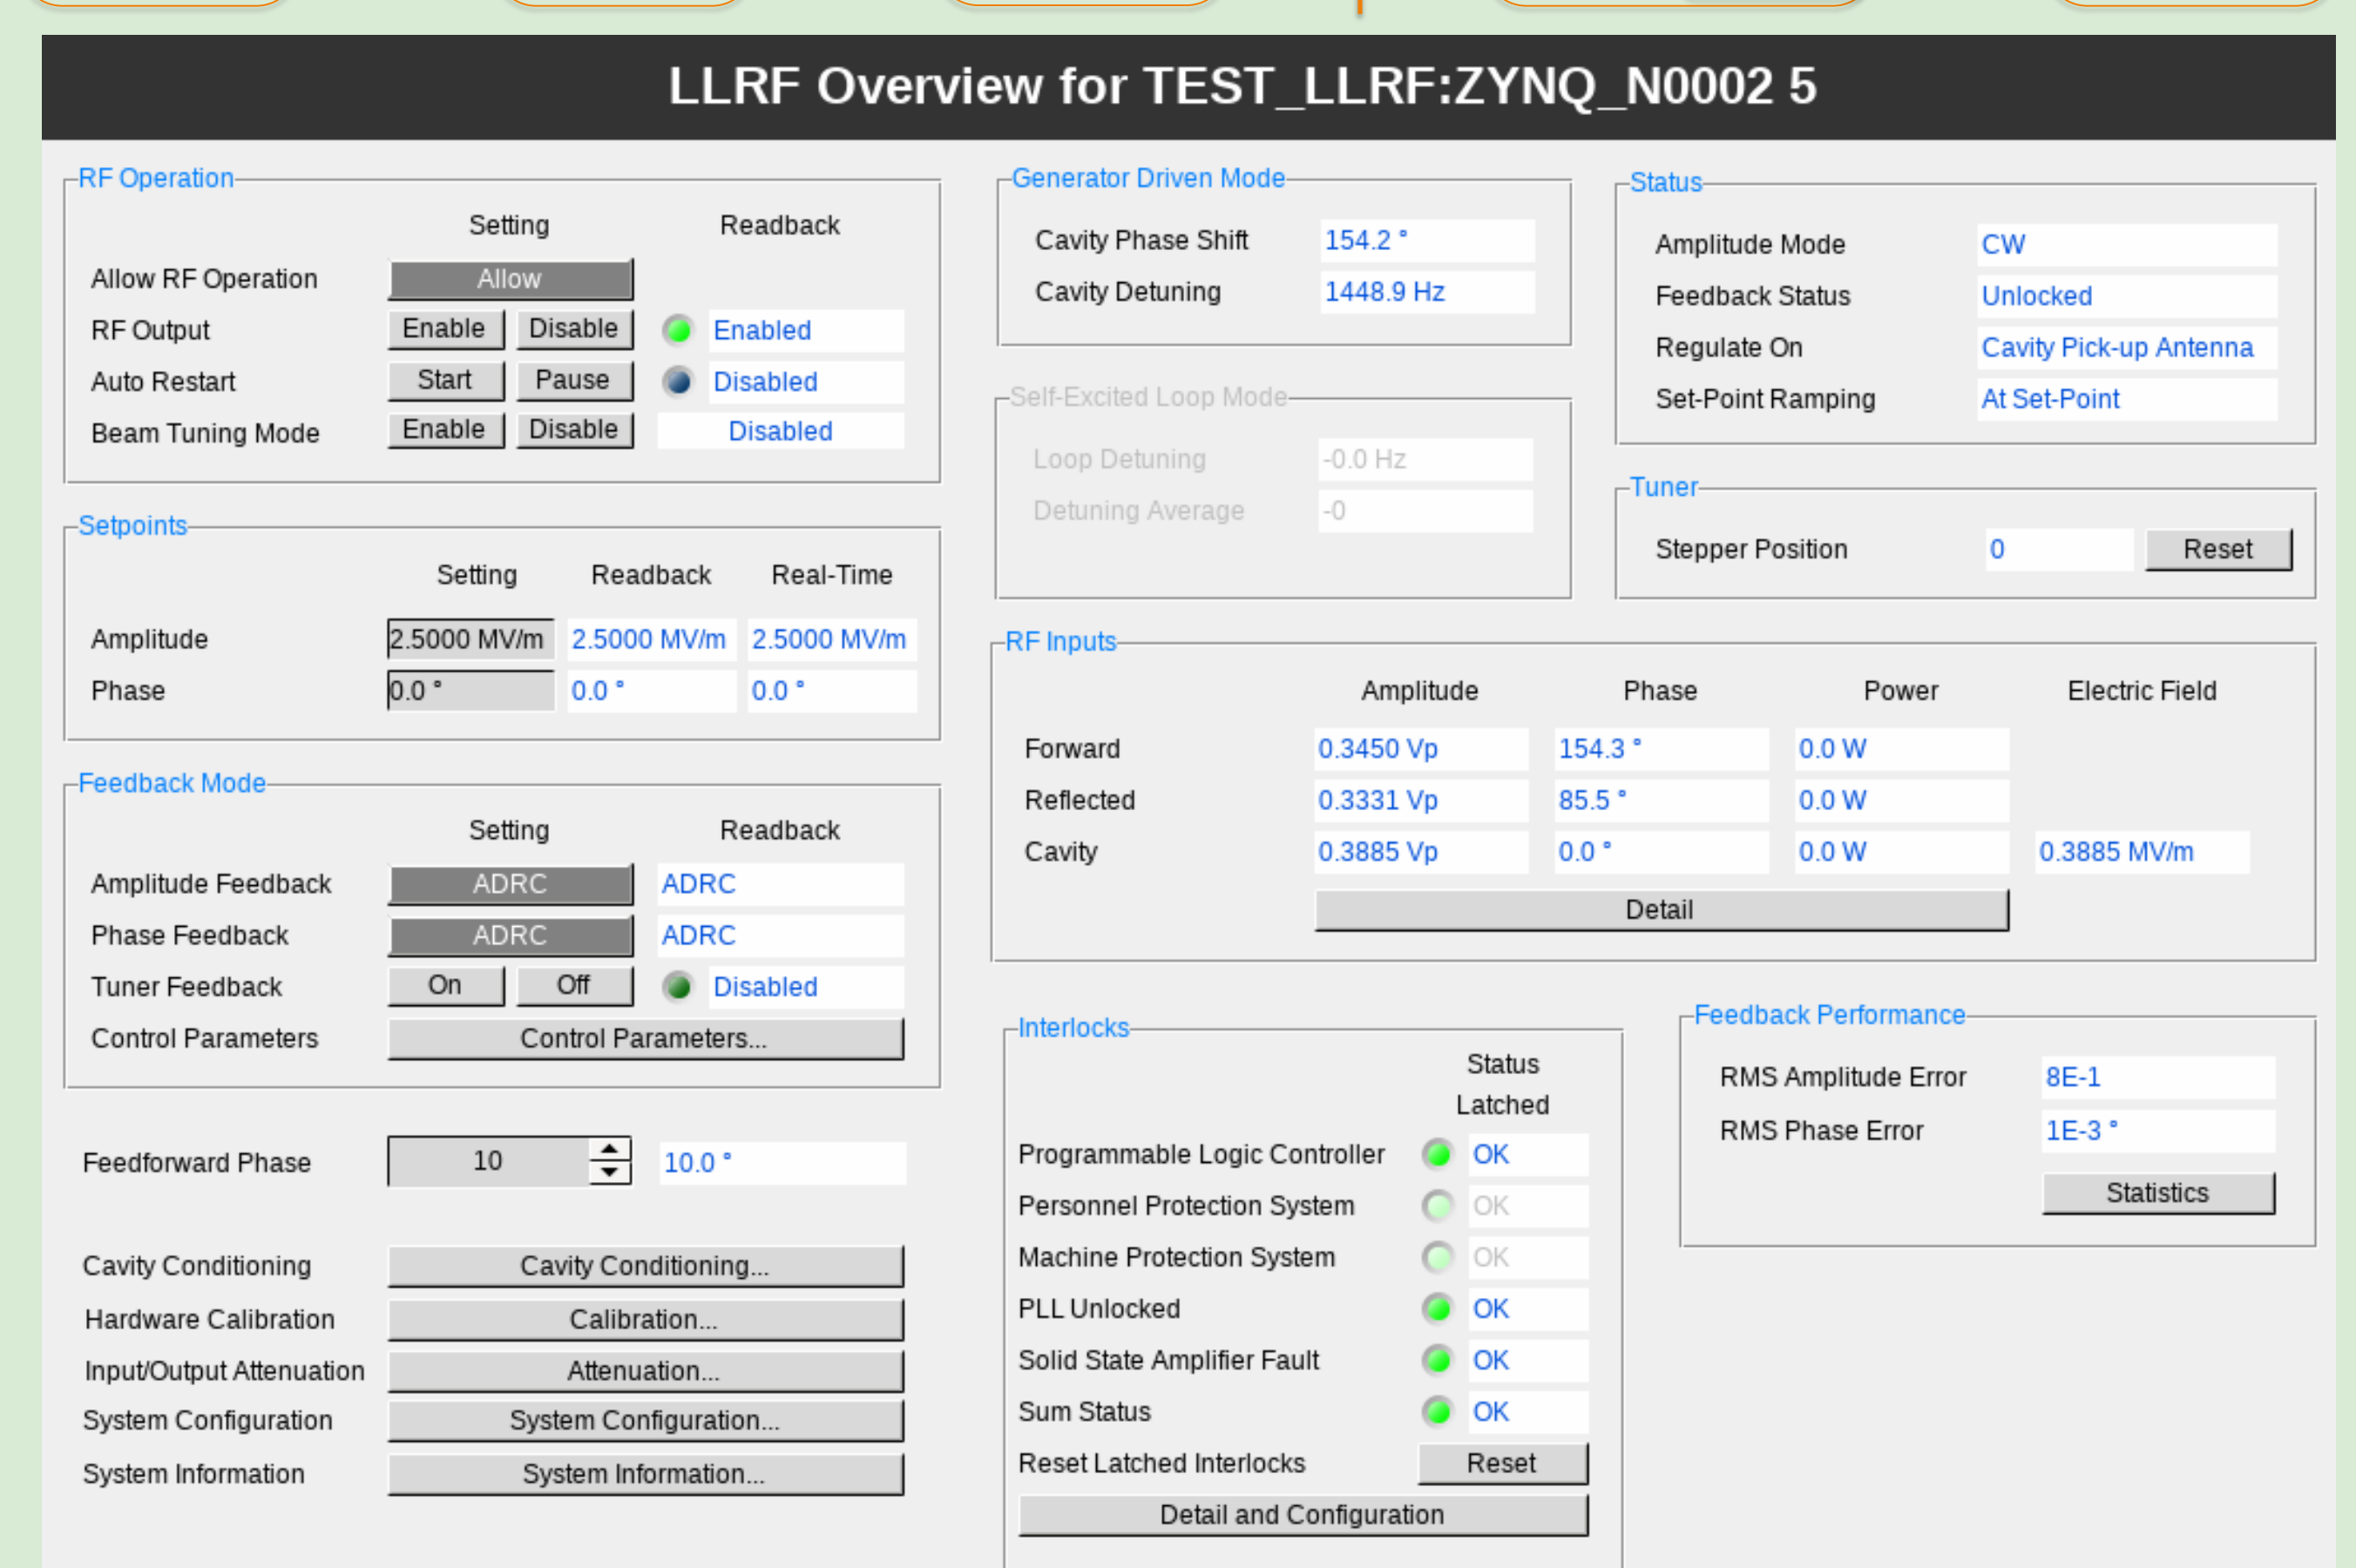 LLRF Overview for TEST_LLRF:ZYNQ_N0002 5
RF Operation
Setting Readback
Allow RF Operation Allow
RF Output Enable Disable Enabled
Auto Restart Start Pause Disabled
Beam Tuning Mode Enable Disable Disabled
Setpoints
Setting Readback Real-Time
Amplitude 2.5000 MV/m 2.5000 MV/m 2.5000 MV/m
Phase 0.0 ° 0.0 ° 0.0 °
Feedback Mode
Setting Readback
Amplitude Feedback ADRC ADRC
Phase Feedback ADRC ADRC
Tuner Feedback On Off Disabled
Control Parameters Control Parameters...
Feedforward Phase 10 10.0 °
Cavity Conditioning Cavity Conditioning...
Hardware Calibration Calibration...
Input/Output Attenuation Attenuation...
System Configuration System Configuration...
System Information System Information...
Generator Driven Mode
Cavity Phase Shift 154.2 °
Cavity Detuning 1448.9 Hz
Self-Excited Loop Mode
Loop Detuning -0.0 Hz
Detuning Average -0
Status
Amplitude Mode CW
Feedback Status Unlocked
Regulate On Cavity Pick-up Antenna
Set-Point Ramping At Set-Point
Tuner
Stepper Position 0 Reset
RF Inputs
Amplitude Phase Power Electric Field
Forward 0.3450 Vp 154.3 ° 0.0 W
Reflected 0.3331 Vp 85.5 ° 0.0 W
Cavity 0.3885 Vp 0.0 ° 0.0 W 0.3885 MV/m
Detail
Interlocks
Status
Latched
Programmable Logic Controller OK
Personnel Protection System OK
Machine Protection System OK
PLL Unlocked OK
Solid State Amplifier Fault OK
Sum Status OK
Reset Latched Interlocks Reset
Detail and Configuration
Feedback Performance
RMS Amplitude Error 8E-1
RMS Phase Error 1E-3 °
Statistics